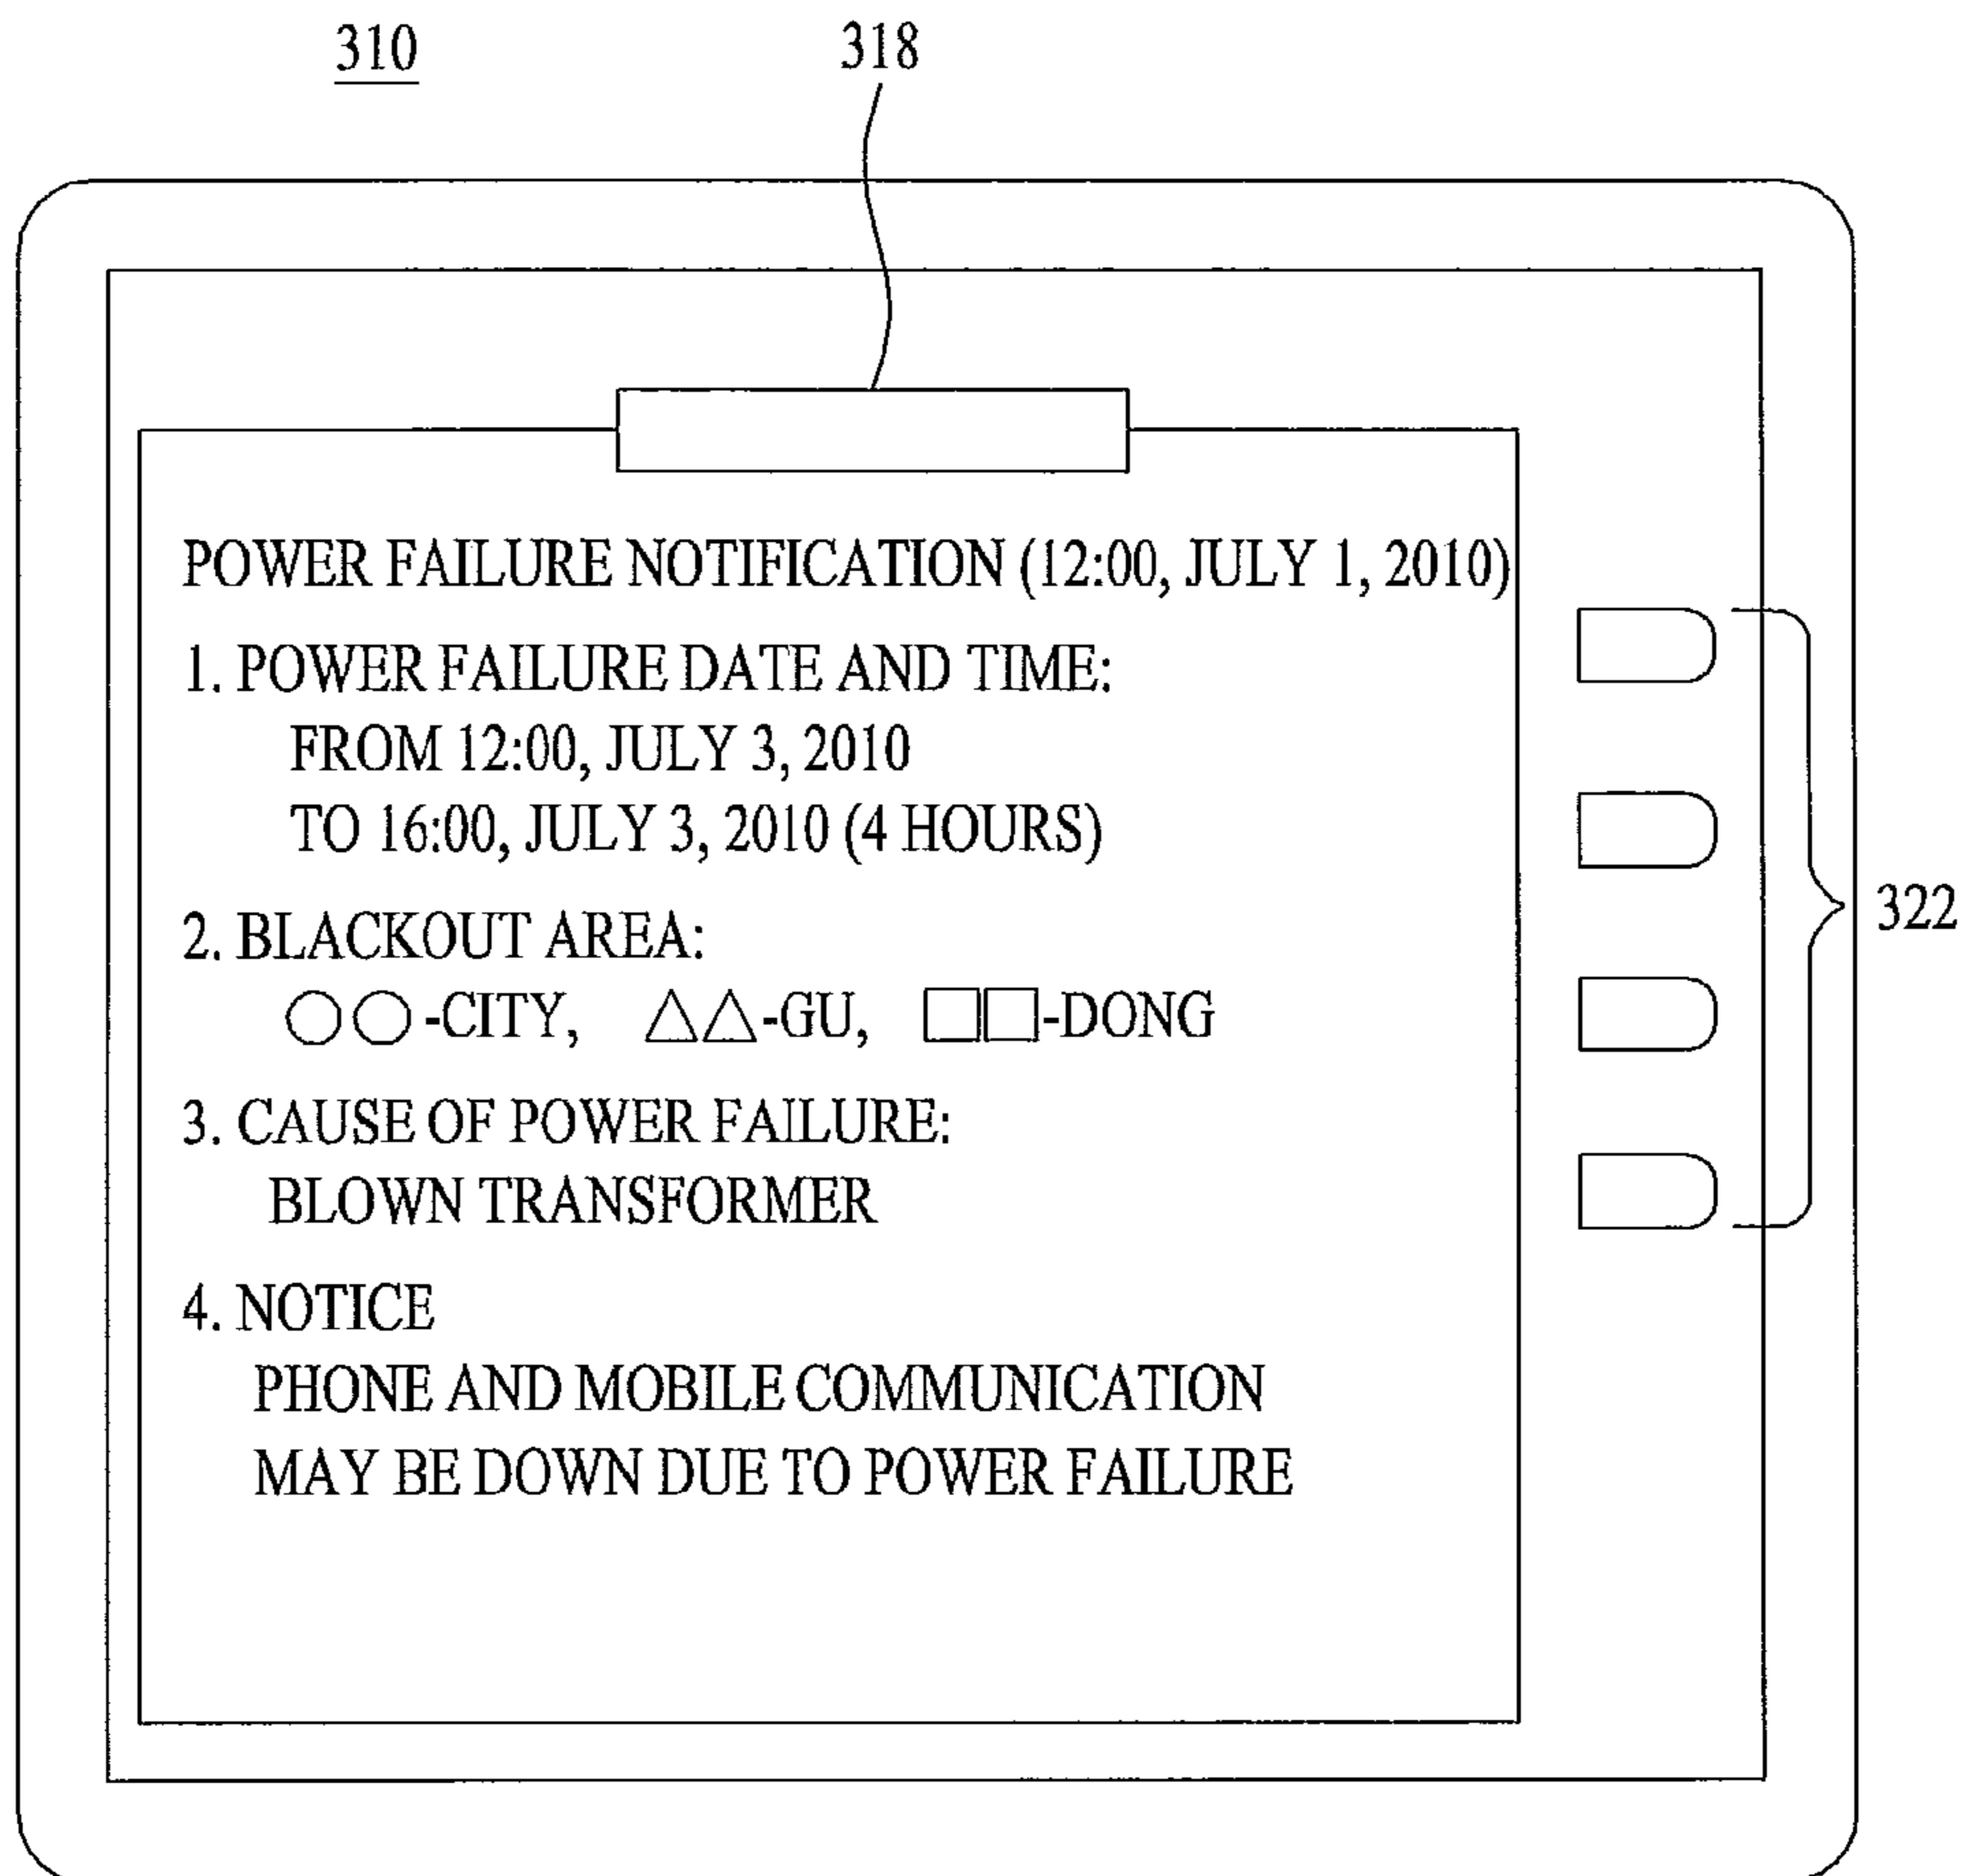 310
318
POWER FAILURE NOTIFICATION (12:00, JULY 1, 2010)
1. POWER FAILURE DATE AND TIME:
FROM 12:00, JULY 3, 2010
TO 16:00, JULY 3, 2010 (4 HOURS)
322
2. BLACKOUT AREA:
○○-CITY, △△-GU, □□-DONG
3. CAUSE OF POWER FAILURE:
BLOWN TRANSFORMER
4. NOTICE
PHONE AND MOBILE COMMUNICATION
MAY BE DOWN DUE TO POWER FAILURE